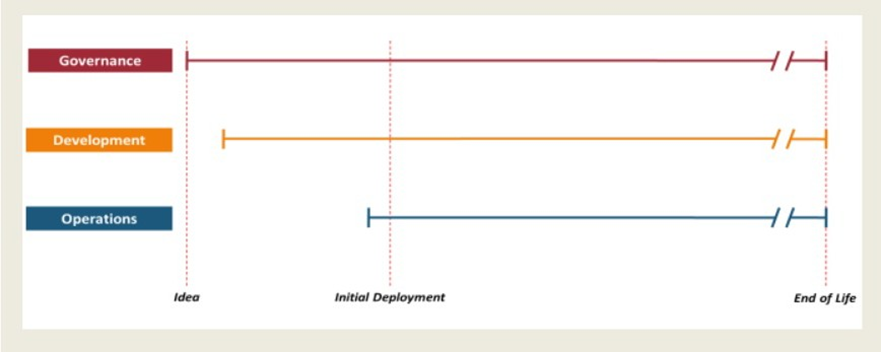 Governance
Development
Operations
Idea
Initial Deployment
End of Life